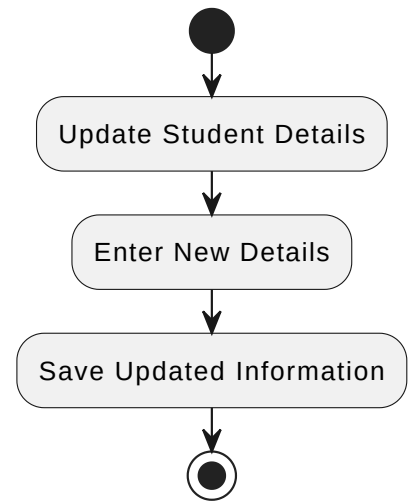 Update Student Details
Enter New Details
Save Updated Information